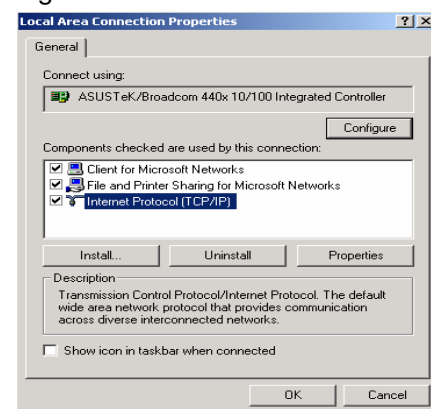 Local Area Connection Properties
General
Connect using:
ASUSTeK/Broadcom 440x 10/100 Integrated Controller
Configure
Components checked are used by this connection:
Client for Microsoft Networks
File and Printer Sharing for Microsoft Networks
Internet Protocol (TCP/IP)
Install...
Uninstall
Properties
Description
Transmission Control Protocol/Internet Protocol. The default
wide area network protocol that provides communication
across diverse interconnected networks.
Show icon in taskbar when connected
OK
Cancel